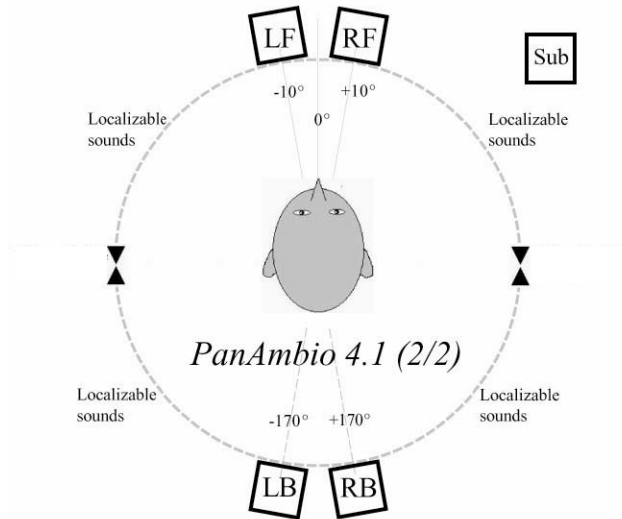 LF
RF
Sub
-10°
+10°
0°
Localizable
sounds
Localizable
sounds
PanAmbio 4.1 (2/2)
Localizable
sounds
Localizable
sounds
-170°
+170°
LB
RB